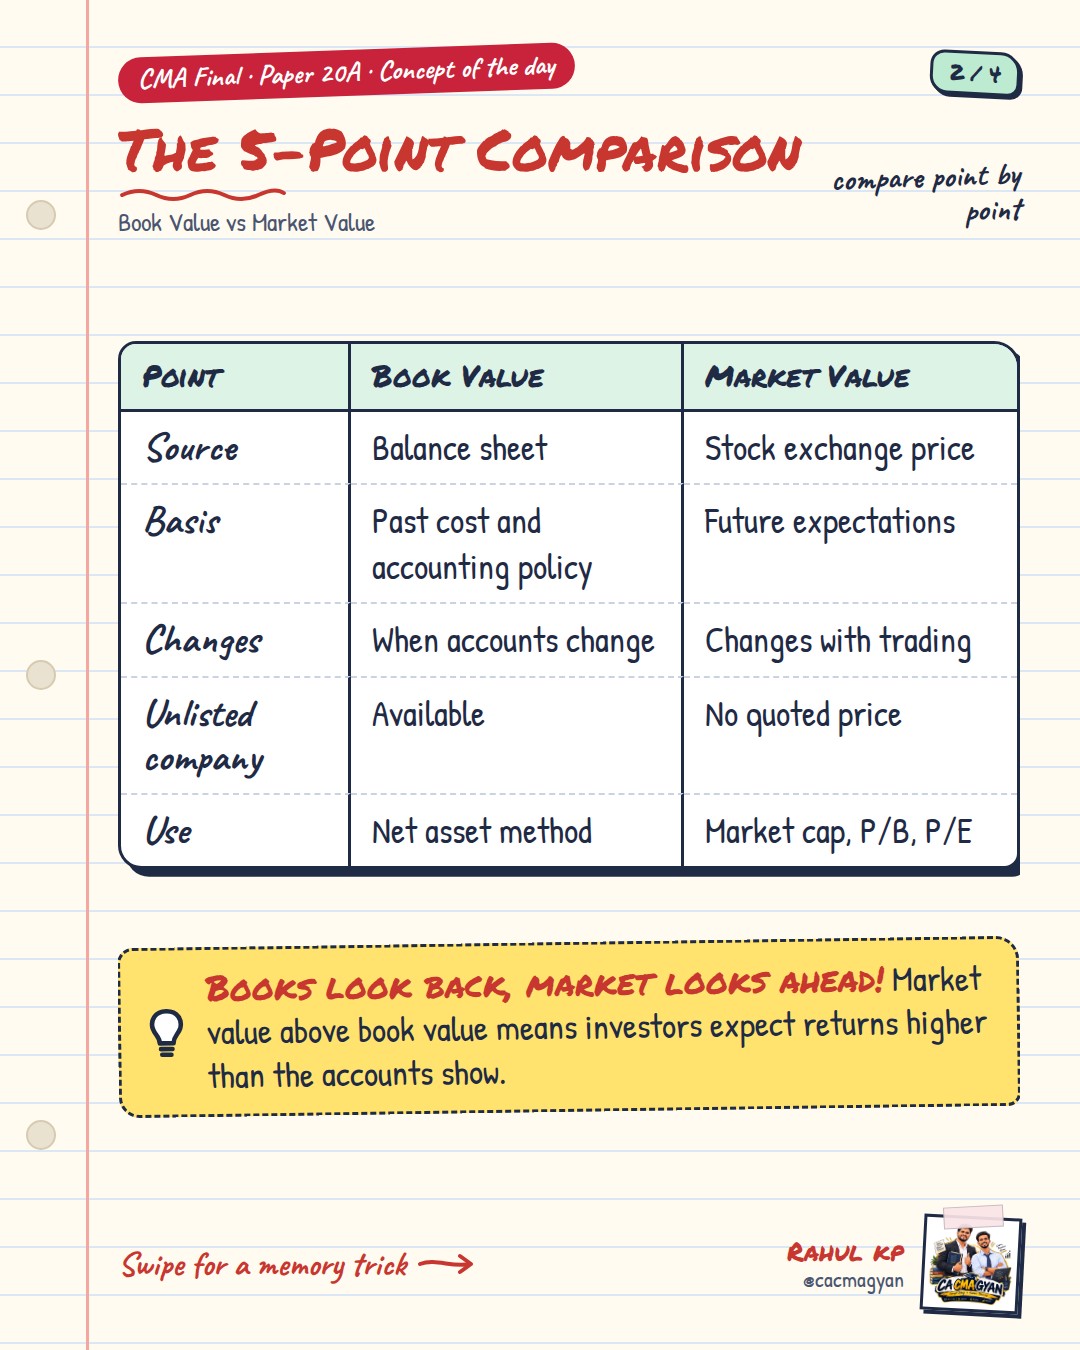 CMA Final · Paper 20A · Concept of the day
2/4
The 5-Point Comparison
compare point by
point
Book Value vs Market Value
Point Book Value Market Value
Source Balance sheet Stock exchange price
Basis Past cost and Future expectations
accounting policy
Changes When accounts change Changes with trading
Unlisted Available No quoted price
company
Use Net asset method Market cap, P/B, P/E
Books look back, market looks ahead! Market
value above book value means investors expect returns higher
than the accounts show.
Swipe for a memory trick
Rahul KP
@cacmagyan
CA CMA GYAN